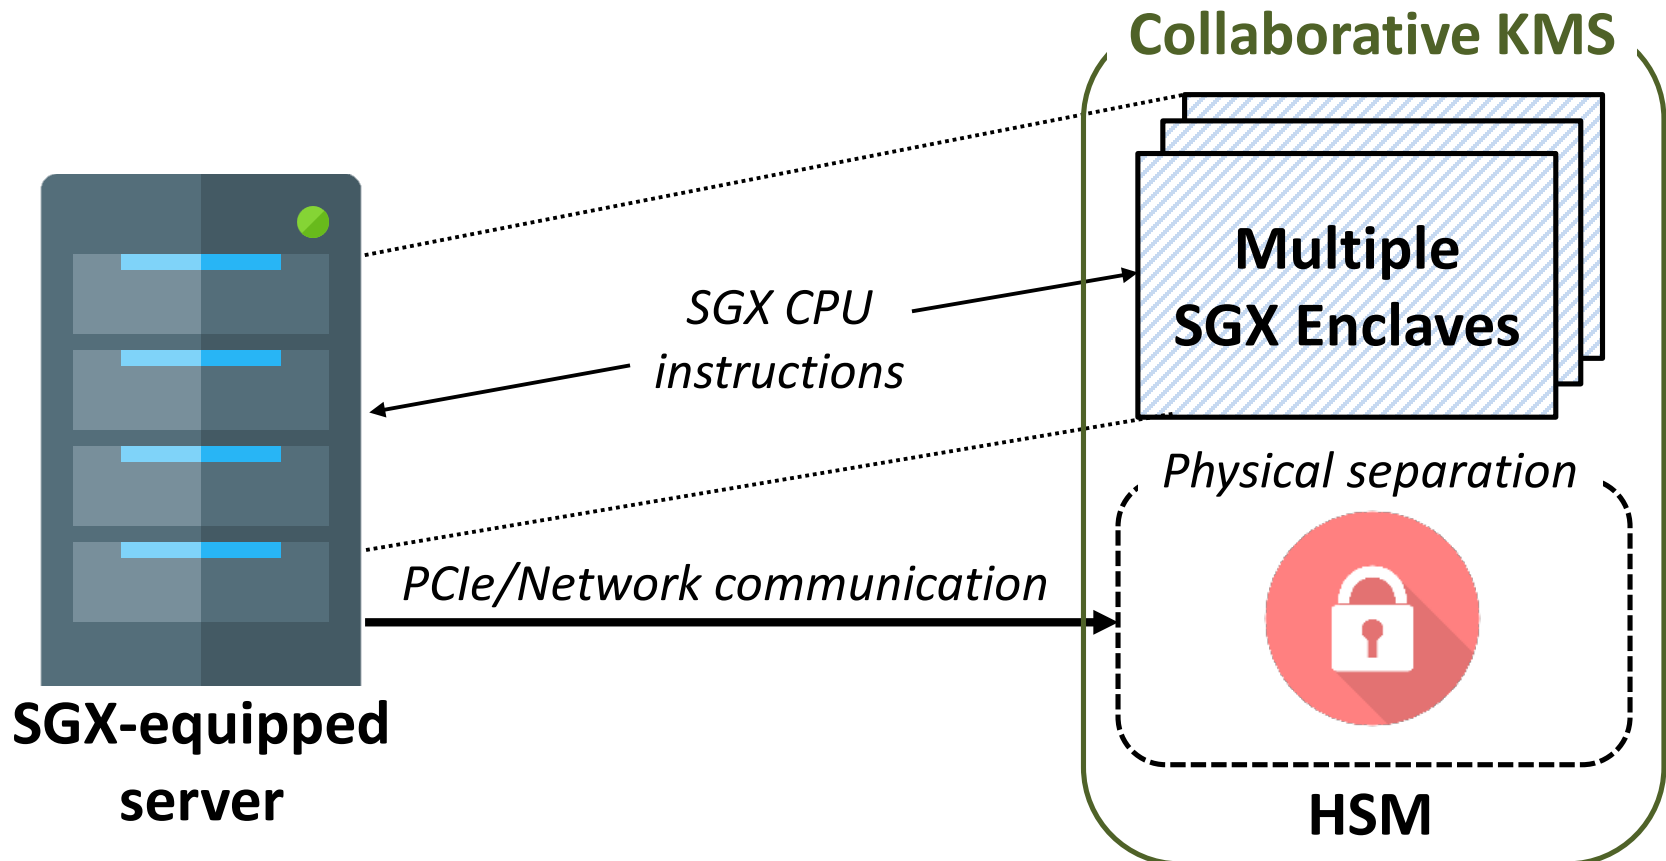 Collaborative KMS
Multiple
SGX Enclaves
SGX CPU
instructions
Physical separation
PCIe/Network communication
SGX-equipped
server
HSM